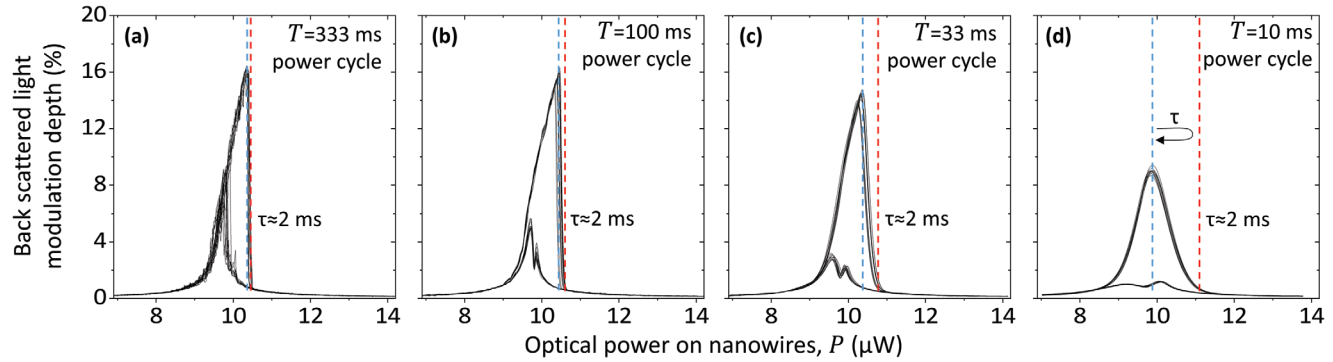 Back scattered light
modulation depth (%)
20
16
12
8
4
0
(a)
T=333 ms
power cycle
τ≈2 ms
8
10
12
14
(b)
T=100 ms
power cycle
τ≈2 ms
8
10
12
14
(c)
T=33 ms
power cycle
τ≈2 ms
8
10
12
14
(d)
T=10 ms
power cycle
τ
τ≈2 ms
8
10
12
14
Optical power on nanowires, P (µW)